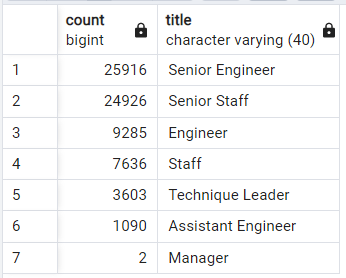 count title
bigint character varying (40)
1 25916 Senior Engineer
2 24926 Senior Staff
3 9285 Engineer
4 7636 Staff
5 3603 Technique Leader
6 1090 Assistant Engineer
7 2 Manager